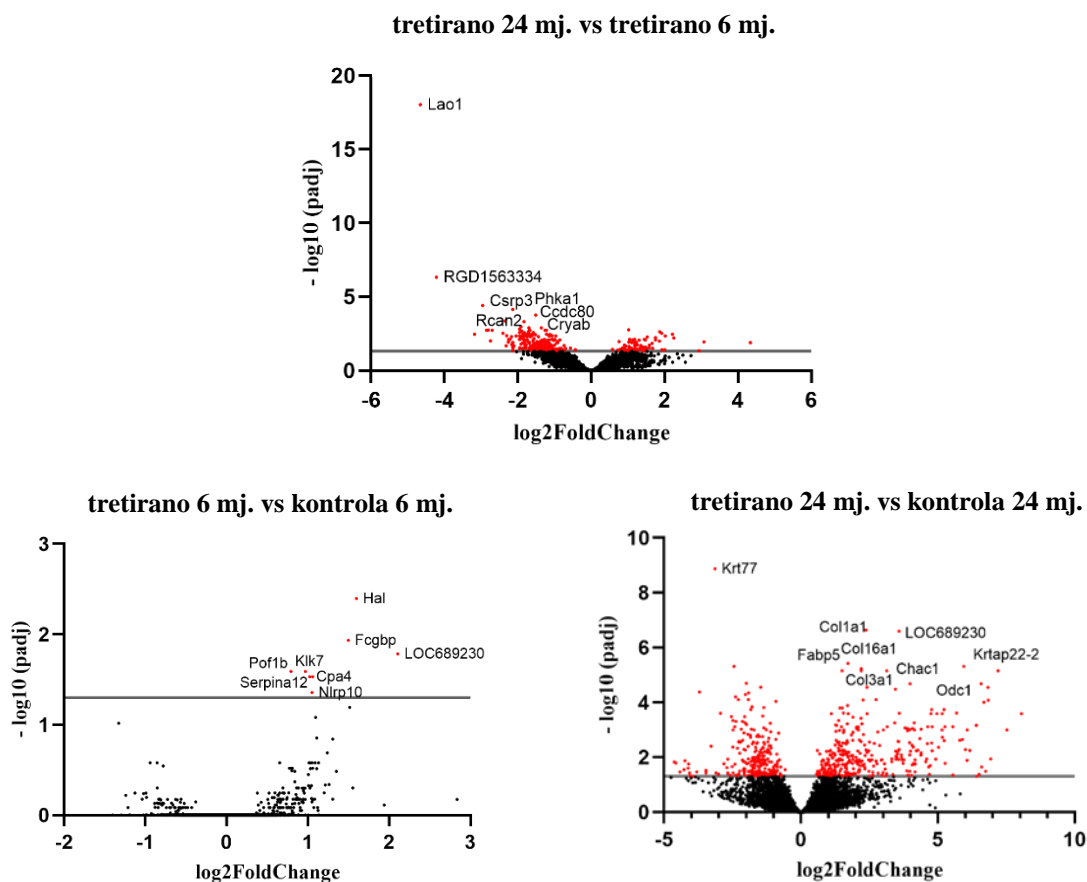 tretirano 24 mj. vs tretirano 6 mj.
20
Lao1
15
- log10 (padj)
10
RGD1563334
5
Csrp3
Phka1
Ccdc80
Rcan2
Cryab
0
-6
-4
-2
0
2
4
6
log2FoldChange
tretirano 6 mj. vs kontrola 6 mj.
3
Hal
2
Fcgbp
LOC689230
Pof1b
Klk7
Cpa4
Serpina12
Nlrp10
- log10 (padj)
1
0
-2
-1
0
1
2
3
log2FoldChange
tretirano 24 mj. vs kontrola 24 mj.
10
Krt77
8
Col1a1
LOC689230
6
Col16a1
Krtap22-2
Fabp5
Chac1
Col3a1
Odc1
- log10 (padj)
4
2
0
-5
0
5
10
log2FoldChange